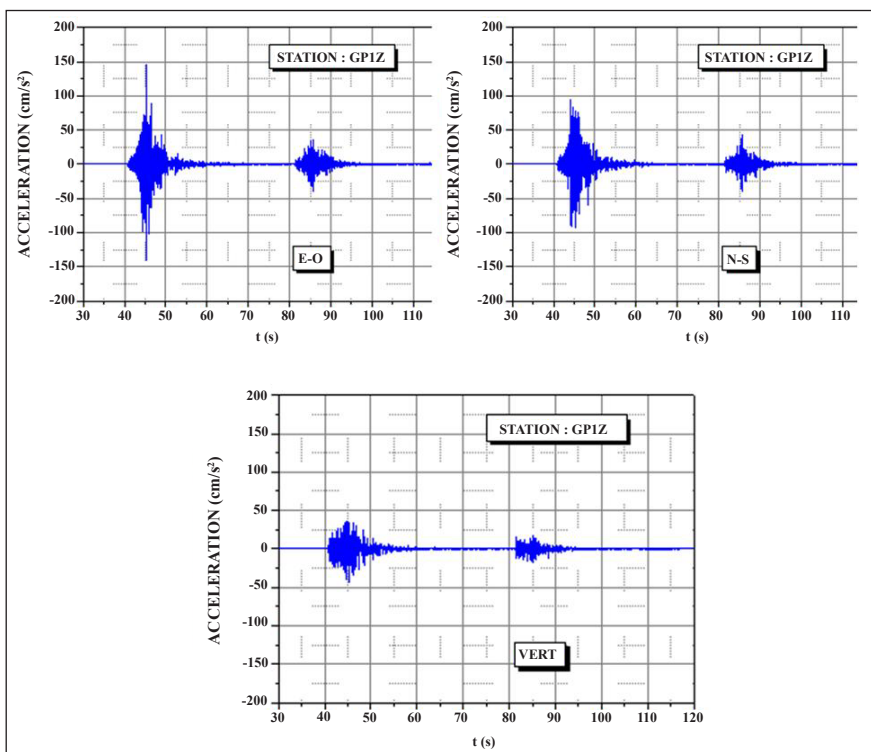 200
150
100
50
0
-50
-100
-150
-200
ACCELERATION (cm/s²)
STATION : GP1Z
E-O
30 40 50 60 70 80 90 100 110
t (s)
200
150
100
50
0
-50
-100
-150
-200
ACCELERATION (cm/s²)
STATION : GP1Z
N-S
30 40 50 60 70 80 90 100 110
t (s)
200
150
100
50
0
-50
-100
-150
-200
ACCELERATION (cm/s²)
STATION : GP1Z
VERT
30 40 50 60 70 80 90 100 110 120
t (s)